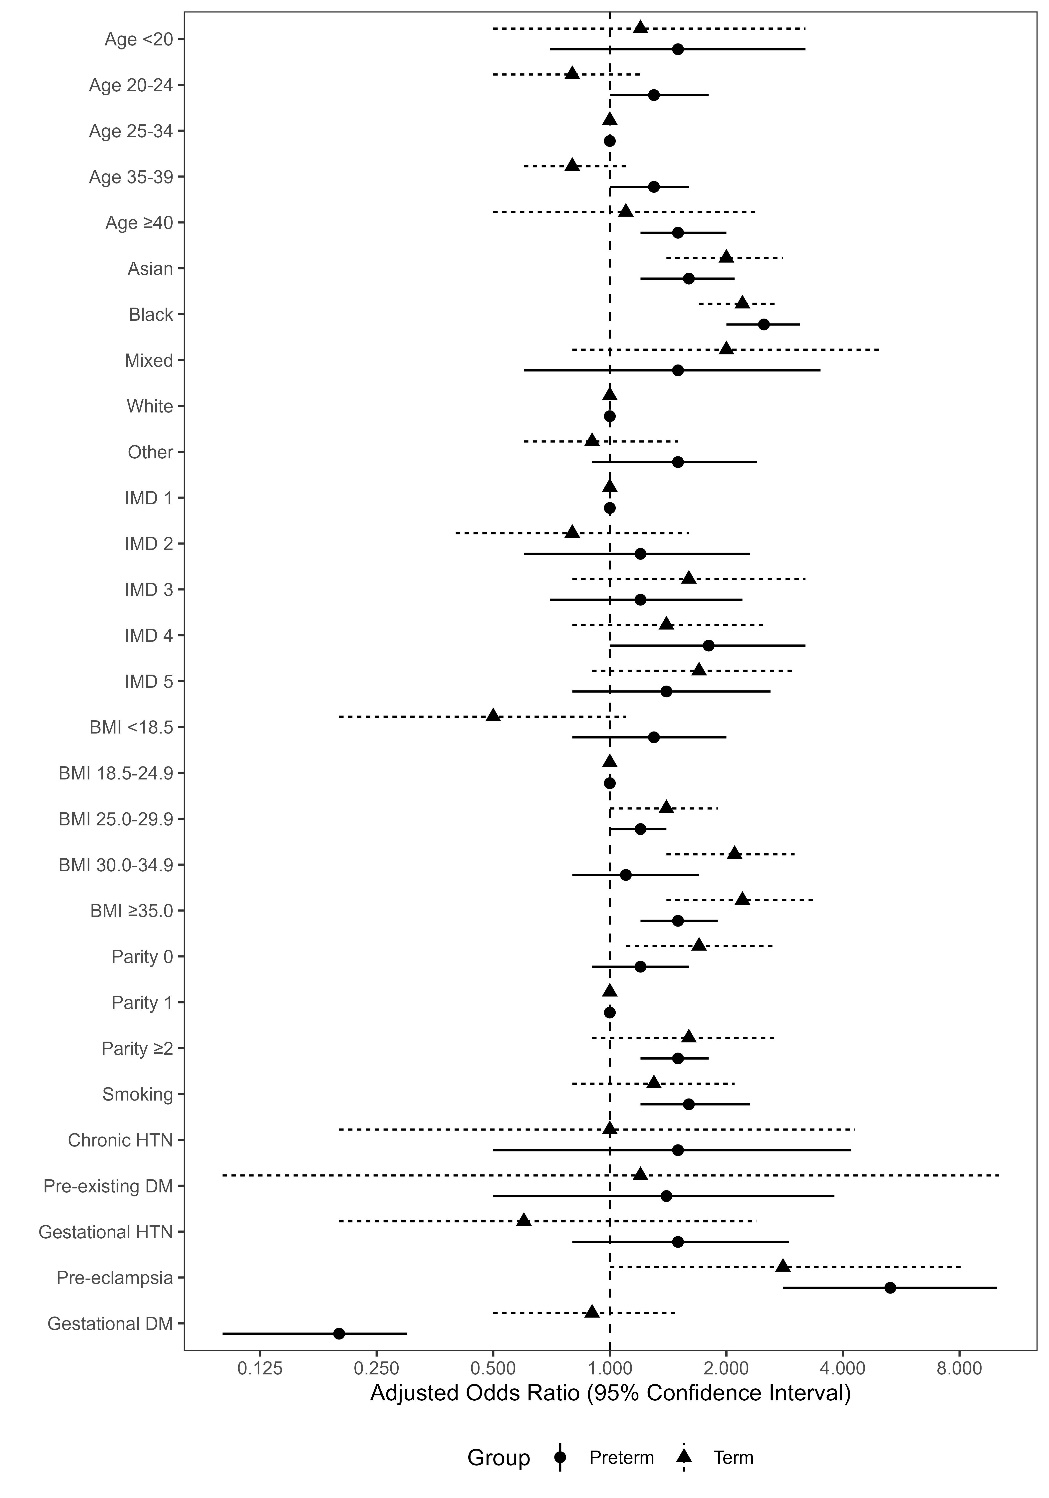 Age <20
Age 20-24
Age 25-34
Age 35-39
Age ≥40
Asian
Black
Mixed
White
Other
IMD 1
IMD 2
IMD 3
IMD 4
IMD 5
BMI <18.5
BMI 18.5-24.9
BMI 25.0-29.9
BMI 30.0-34.9
BMI ≥35.0
Parity 0
Parity 1
Parity ≥2
Smoking
Chronic HTN
Pre-existing DM
Gestational HTN
Pre-eclampsia
Gestational DM
0.125 0.250 0.500 1.000 2.000 4.000 8.000
Adjusted Odds Ratio (95% Confidence Interval)
Group Preterm Term